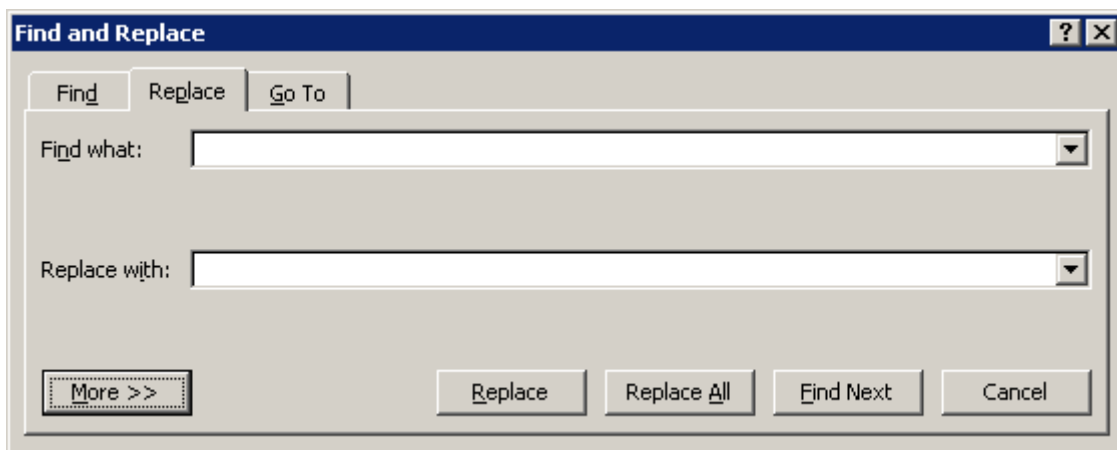 Find and Replace
Find Replace Go To
Find what:
Replace with:
More >> Replace Replace All Find Next Cancel